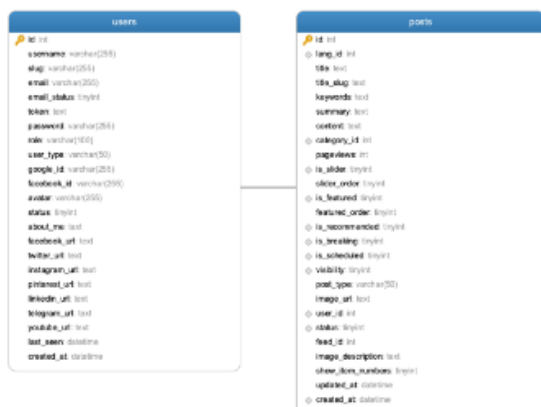 users
id int
username: varchar(255)
slug: varchar(255)
email: varchar(255)
email_status: tinyint
token: text
password: varchar(255)
role: varchar(100)
user_type: varchar(50)
google_id: varchar(255)
facebook_id: varchar(255)
avatar: varchar(255)
status: tinyint
about_me: text
facebook_url: text
twitter_url: text
instagram_url: text
pinterest_url: text
linkedin_url: text
telegram_url: text
youtube_url: text
last_seen: datetime
created_at: datetime
posts
id int
lang_id: int
title: text
title_slug: text
keywords: text
summary: text
content: text
category_id: int
pageviews: int
is_slider: tinyint
slider_order: tinyint
is_featured: tinyint
featured_order: tinyint
is_recommended: tinyint
is_breaking: tinyint
is_scheduled: tinyint
visibility: tinyint
post_type: varchar(50)
image_url: text
user_id: int
status: tinyint
feed_id: int
image_description: text
show_item_numbers: tinyint
updated_at: datetime
created_at: datetime